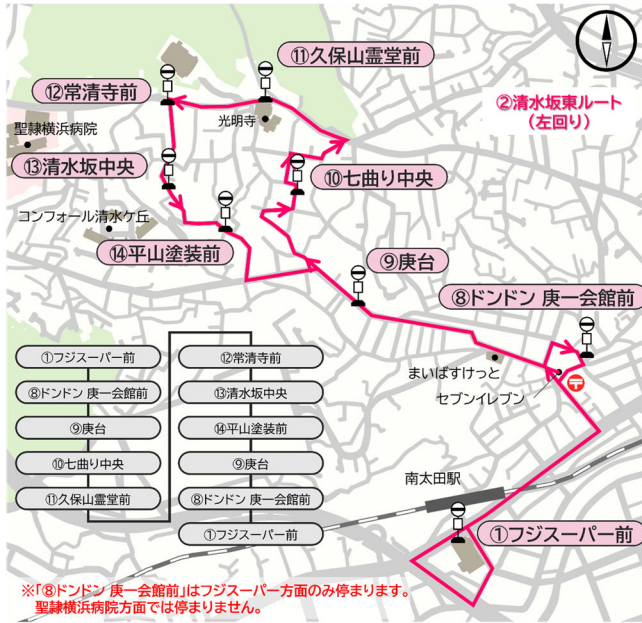 ⑪久保山霊堂前
②清水坂東ルート
（左回り）
⑫常清寺前
光明寺
聖隷横浜病院
⑬清水坂中央
⑩七曲り中央
コンフォール清水ケ丘
⑭平山塗装前
⑨庚台
⑧ドンドン 庚一会館前
まいばすけっと
セブンイレブン
〒
南太田駅
①フジスーパー前
①フジスーパー前
⑧ドンドン 庚一会館前
⑨庚台
⑩七曲り中央
⑪久保山霊堂前
⑫常清寺前
⑬清水坂中央
⑭平山塗装前
⑨庚台
⑧ドンドン 庚一会館前
①フジスーパー前
※「⑧ドンドン 庚一会館前」はフジスーパー方面のみ停まります。
聖隷横浜病院方面では停まりません。